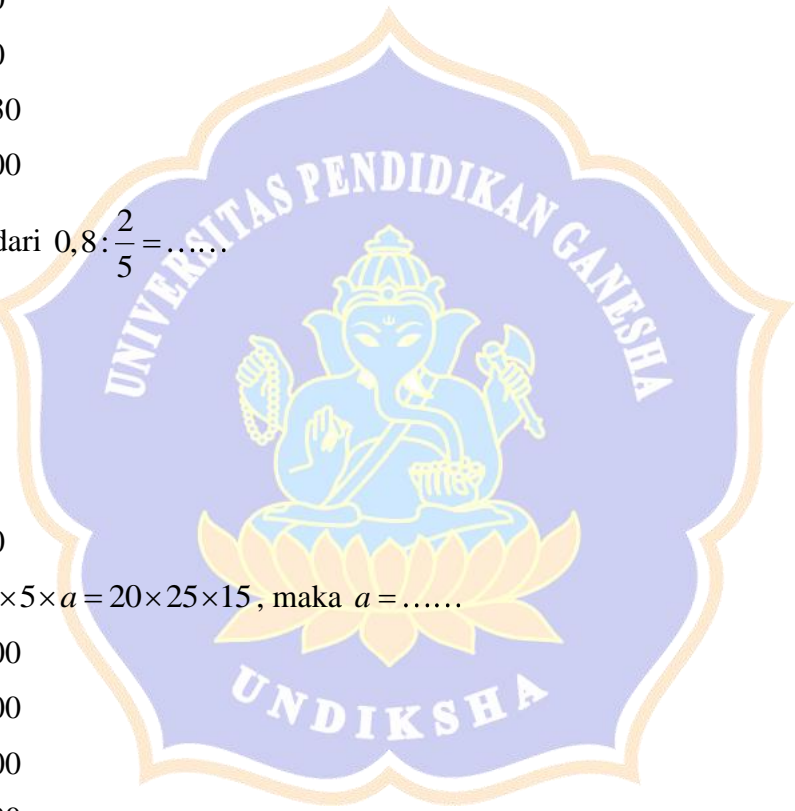 0
0
80
00
dari 0,8 : 2/5 = ……
0
×5×a = 20×25×15, maka a = ……
00
00
00
UNIVERSITAS PENDIDIKAN GANESHA
UNDIKSHA